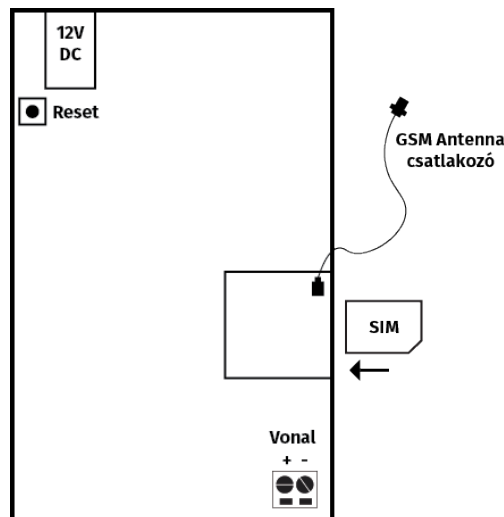 12V
DC
Reset
GSM Antenna
csatlakozó
SIM
Vonal
+ -